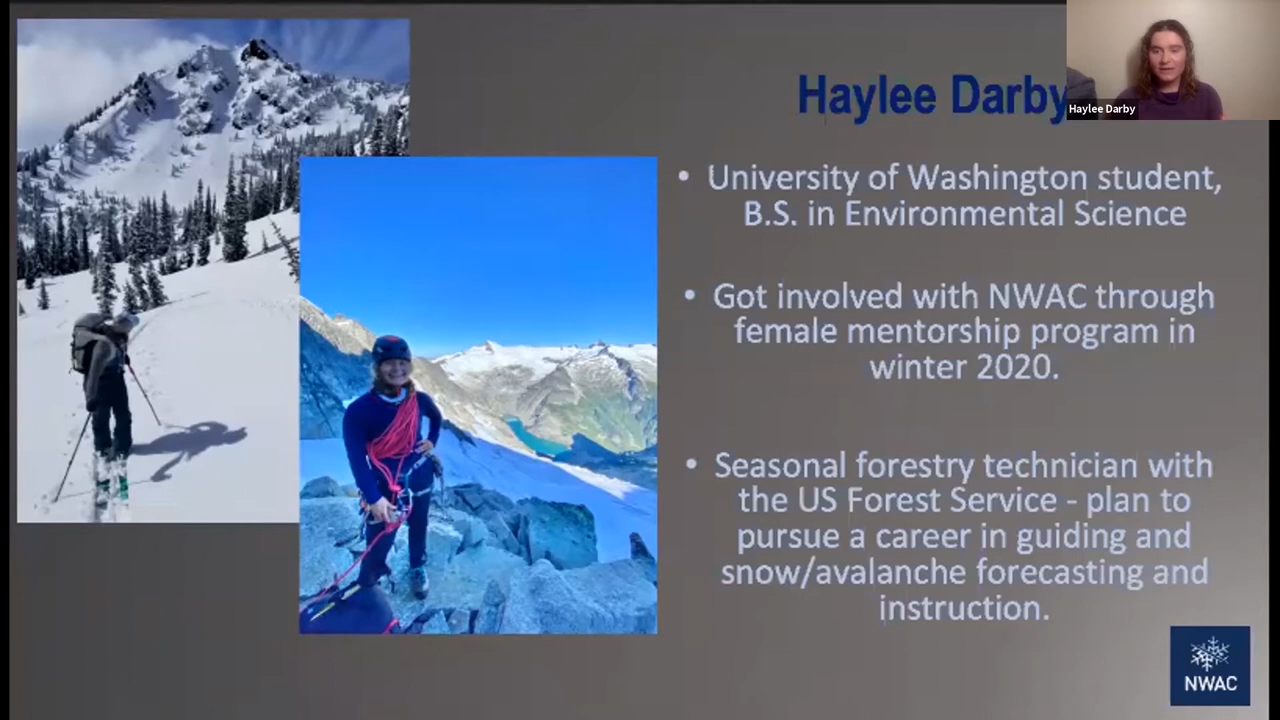 Haylee Darby
Haylee Darby
• University of Washington student,
B.S. in Environmental Science
• Got involved with NWAC through
female mentorship program in
winter 2020.
• Seasonal forestry technician with
the US Forest Service - plan to
pursue a career in guiding and
snow/avalanche forecasting and
instruction.
NWAC